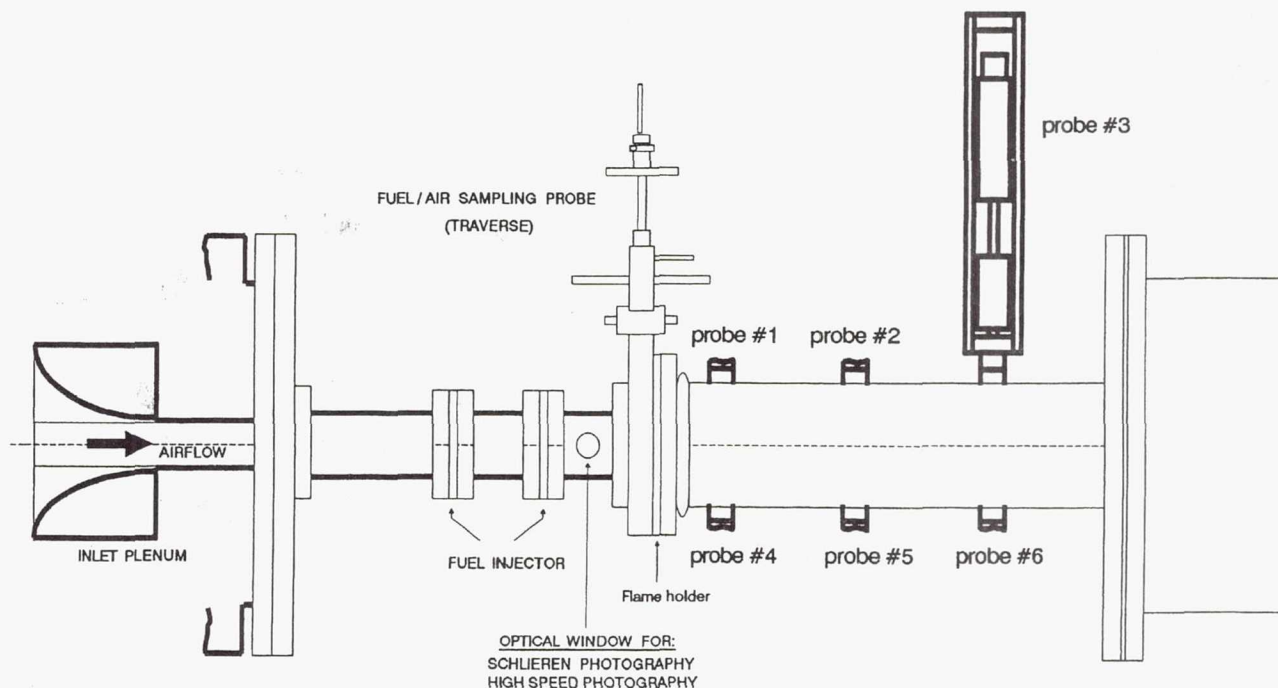 probe #3
FUEL/AIR SAMPLING PROBE
(TRAVERSE)
probe #1
probe #2
AIRFLOW
INLET PLENUM
FUEL INJECTOR
probe #4
probe #5
probe #6
Flame holder
OPTICAL WINDOW FOR:
SCHLIEREN PHOTOGRAPHY
HIGH SPEED PHOTOGRAPHY